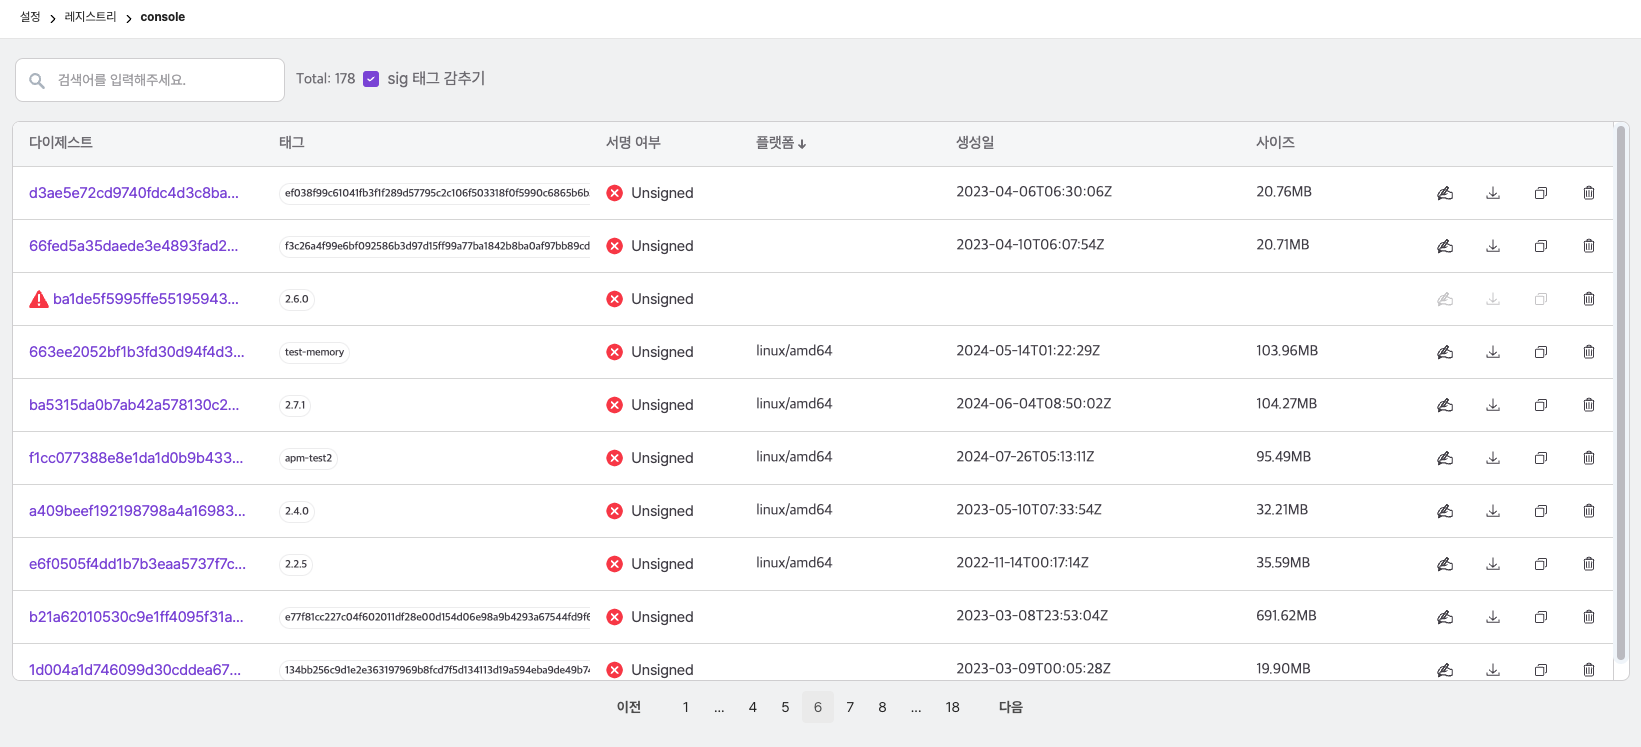 설정 > 레지스트리 > console
검색어를 입력해주세요. Total: 178 sig 태그 감추기
다이제스트 태그 서명 여부 플랫폼 생성일 사이즈
d3ae5e72cd9740fdc4d3c8ba... ef038f99c61041fb3f1f289d57795c2c106f503318f0f5990c6865b6b Unsigned 2023-04-06T06:30:06Z 20.76MB
66fed5a35daede3e4893fad2... f3c26a4f99e6bf092586b3d97d15ff99a77ba1842b8ba0af97bb89cd Unsigned 2023-04-10T06:07:54Z 20.71MB
ba1de5f5995ffe55195943... 2.6.0 Unsigned
663ee2052bf1b3fd30d94f4d3... test-memory Unsigned linux/amd64 2024-05-14T01:22:29Z 103.96MB
ba5315da0b7ab42a578130c2... 2.7.1 Unsigned linux/amd64 2024-06-04T08:50:02Z 104.27MB
f1cc077388e8e1da1d0b9b433... apm-test2 Unsigned linux/amd64 2024-07-26T05:13:11Z 95.49MB
a409beef192198798a4a16983... 2.4.0 Unsigned linux/amd64 2023-05-10T07:33:54Z 32.21MB
e6f0505f4dd1b7b3eaa5737f7c... 2.2.5 Unsigned linux/amd64 2022-11-14T00:17:14Z 35.59MB
b21a62010530c9e1ff4095f31a... e77f81cc227c04f602011df28e00d154d06e98a9b4293a67544fd9f6 Unsigned 2023-03-08T23:53:04Z 691.62MB
1d004a1d746099d30cddea67... 134bb256c9d1e2e363197969b8fcd7f5d134113d19a594eba9de49b74 Unsigned 2023-03-09T00:05:28Z 19.90MB
이전 1 ... 4 5 6 7 8 ... 18 다음